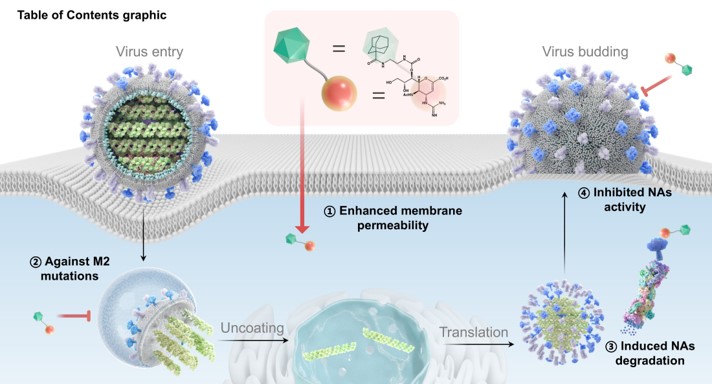 Table of Contents graphic
Virus entry
Virus budding
=
=
① Enhanced membrane
permeability
② Against M2
mutations
Uncoating
Translation
④ Inhibited NAs
activity
③ Induced NAs
degradation